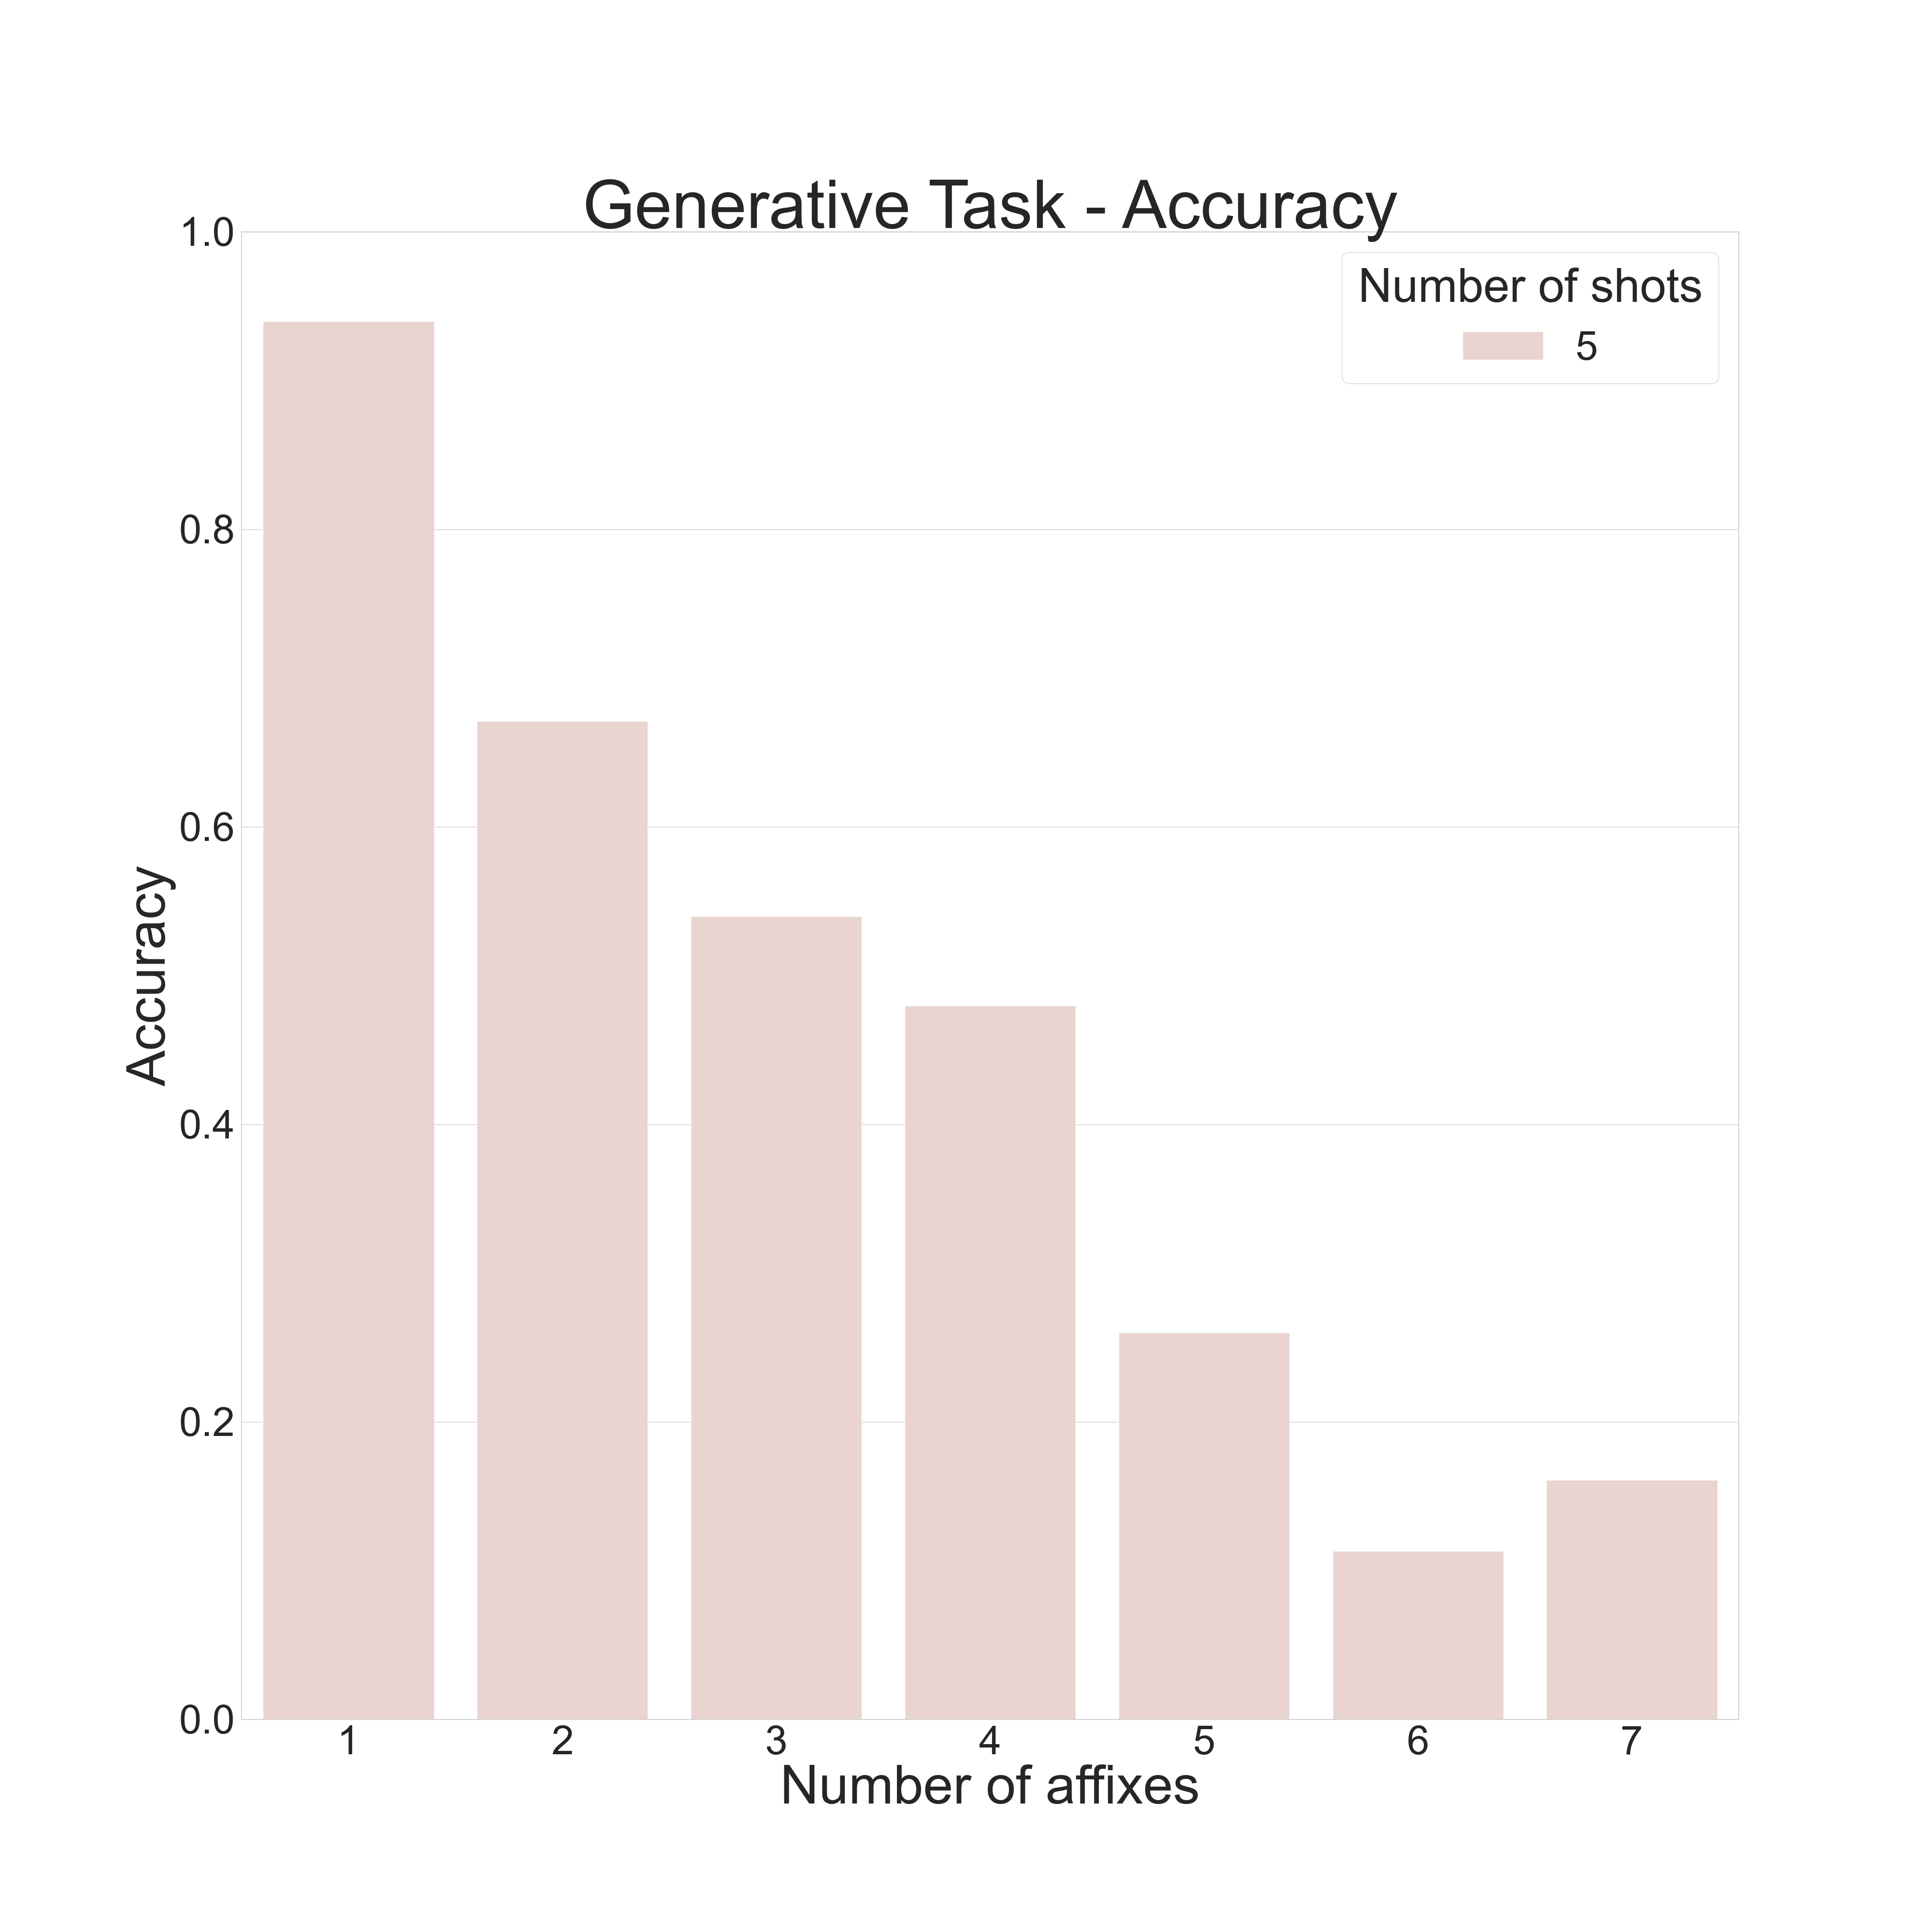 Generative Task - Accuracy
Number of shots
5
1.0
0.8
0.6
0.4
0.2
0.0
Accuracy
1 2 3 4 5 6 7
Number of affixes